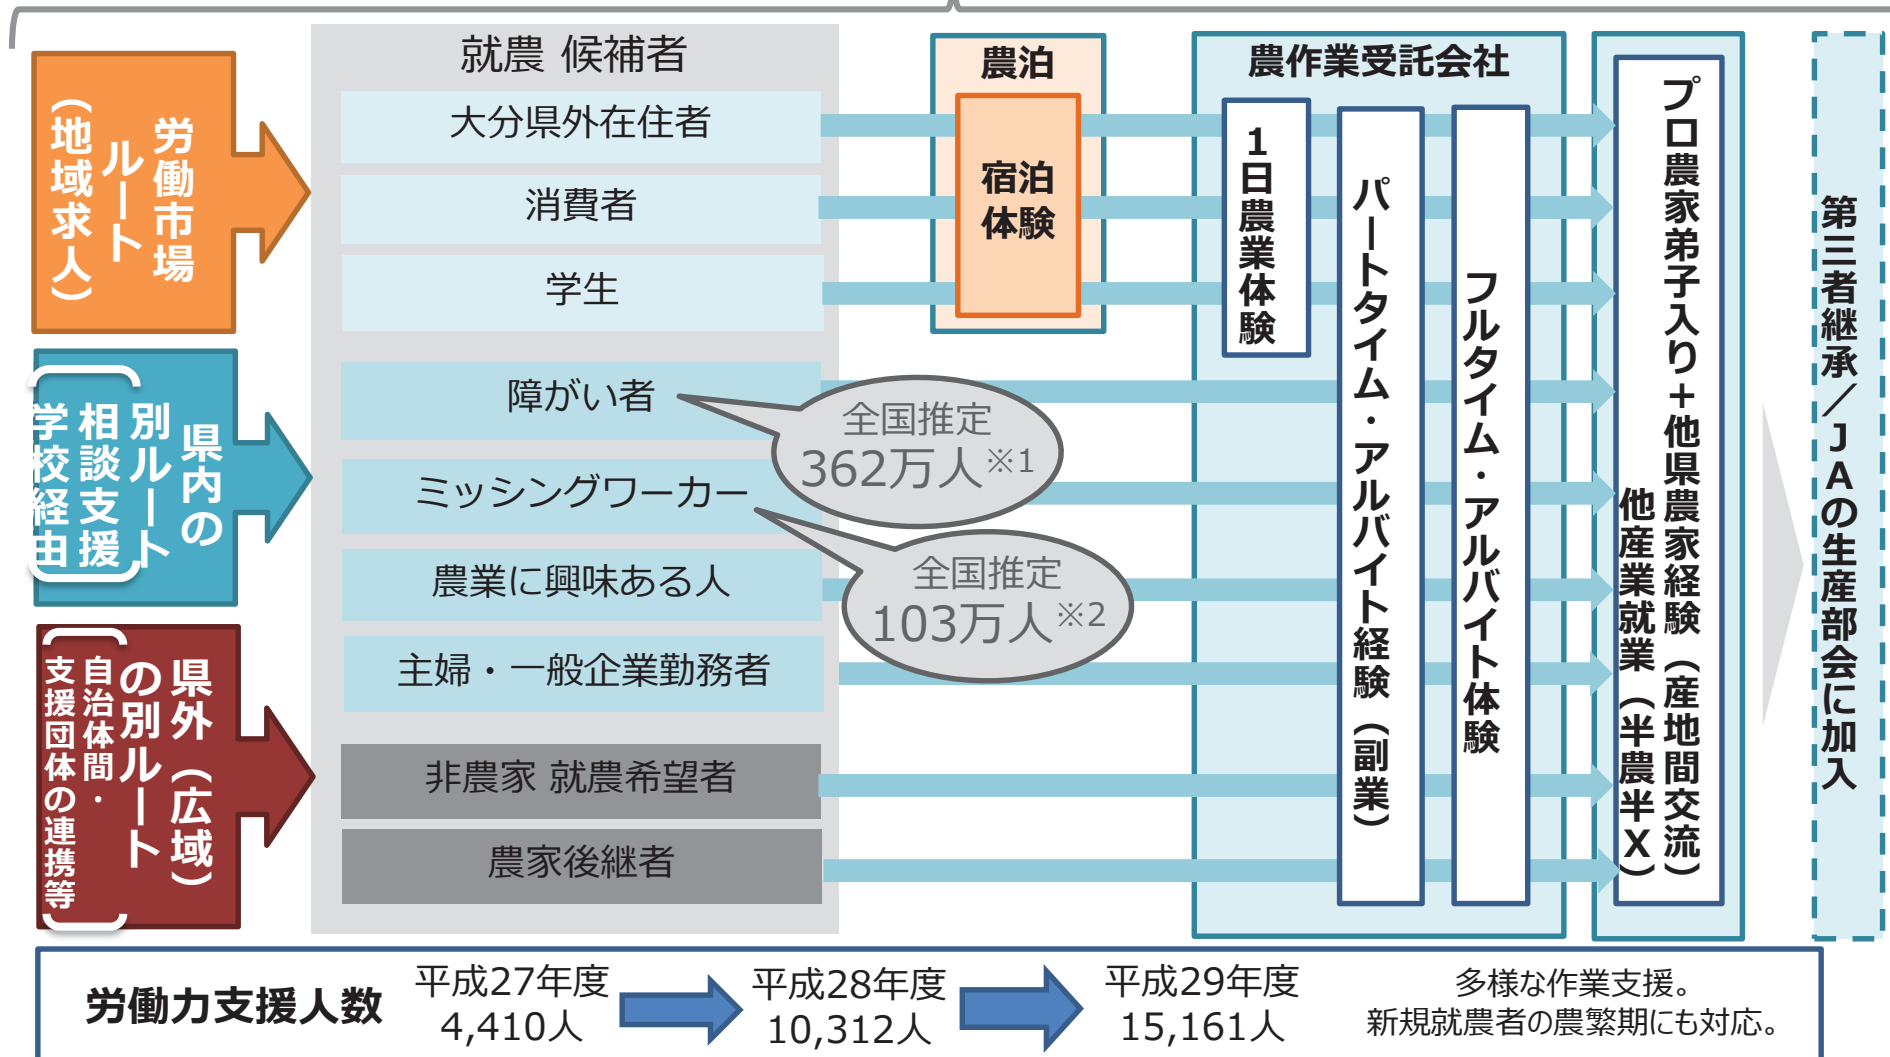 労働市場
ルート
（地域求人）
県内の
別ルート
相談支援
学校経由
県外（広域）
の別ルート
自治体間・
支援団体の連携等
就農 候補者
大分県外在住者
消費者
学生
障がい者
ミッシングワーカー
農業に興味ある人
主婦・一般企業勤務者
非農家 就農希望者
農家後継者
全国推定
362万人※1
全国推定
103万人※2
農泊
宿泊
体験
農作業受託会社
1日農業体験
パートタイム・アルバイト経験（副業）
フルタイム・アルバイト体験
プロ農家弟子入り＋他県農家経験（産地間交流）
他産業就業（半農半X）
第三者継承／JAの生産部会に加入
労働力支援人数
平成27年度
4,410人
平成28年度
10,312人
平成29年度
15,161人
多様な作業支援。
新規就農者の農繁期にも対応。